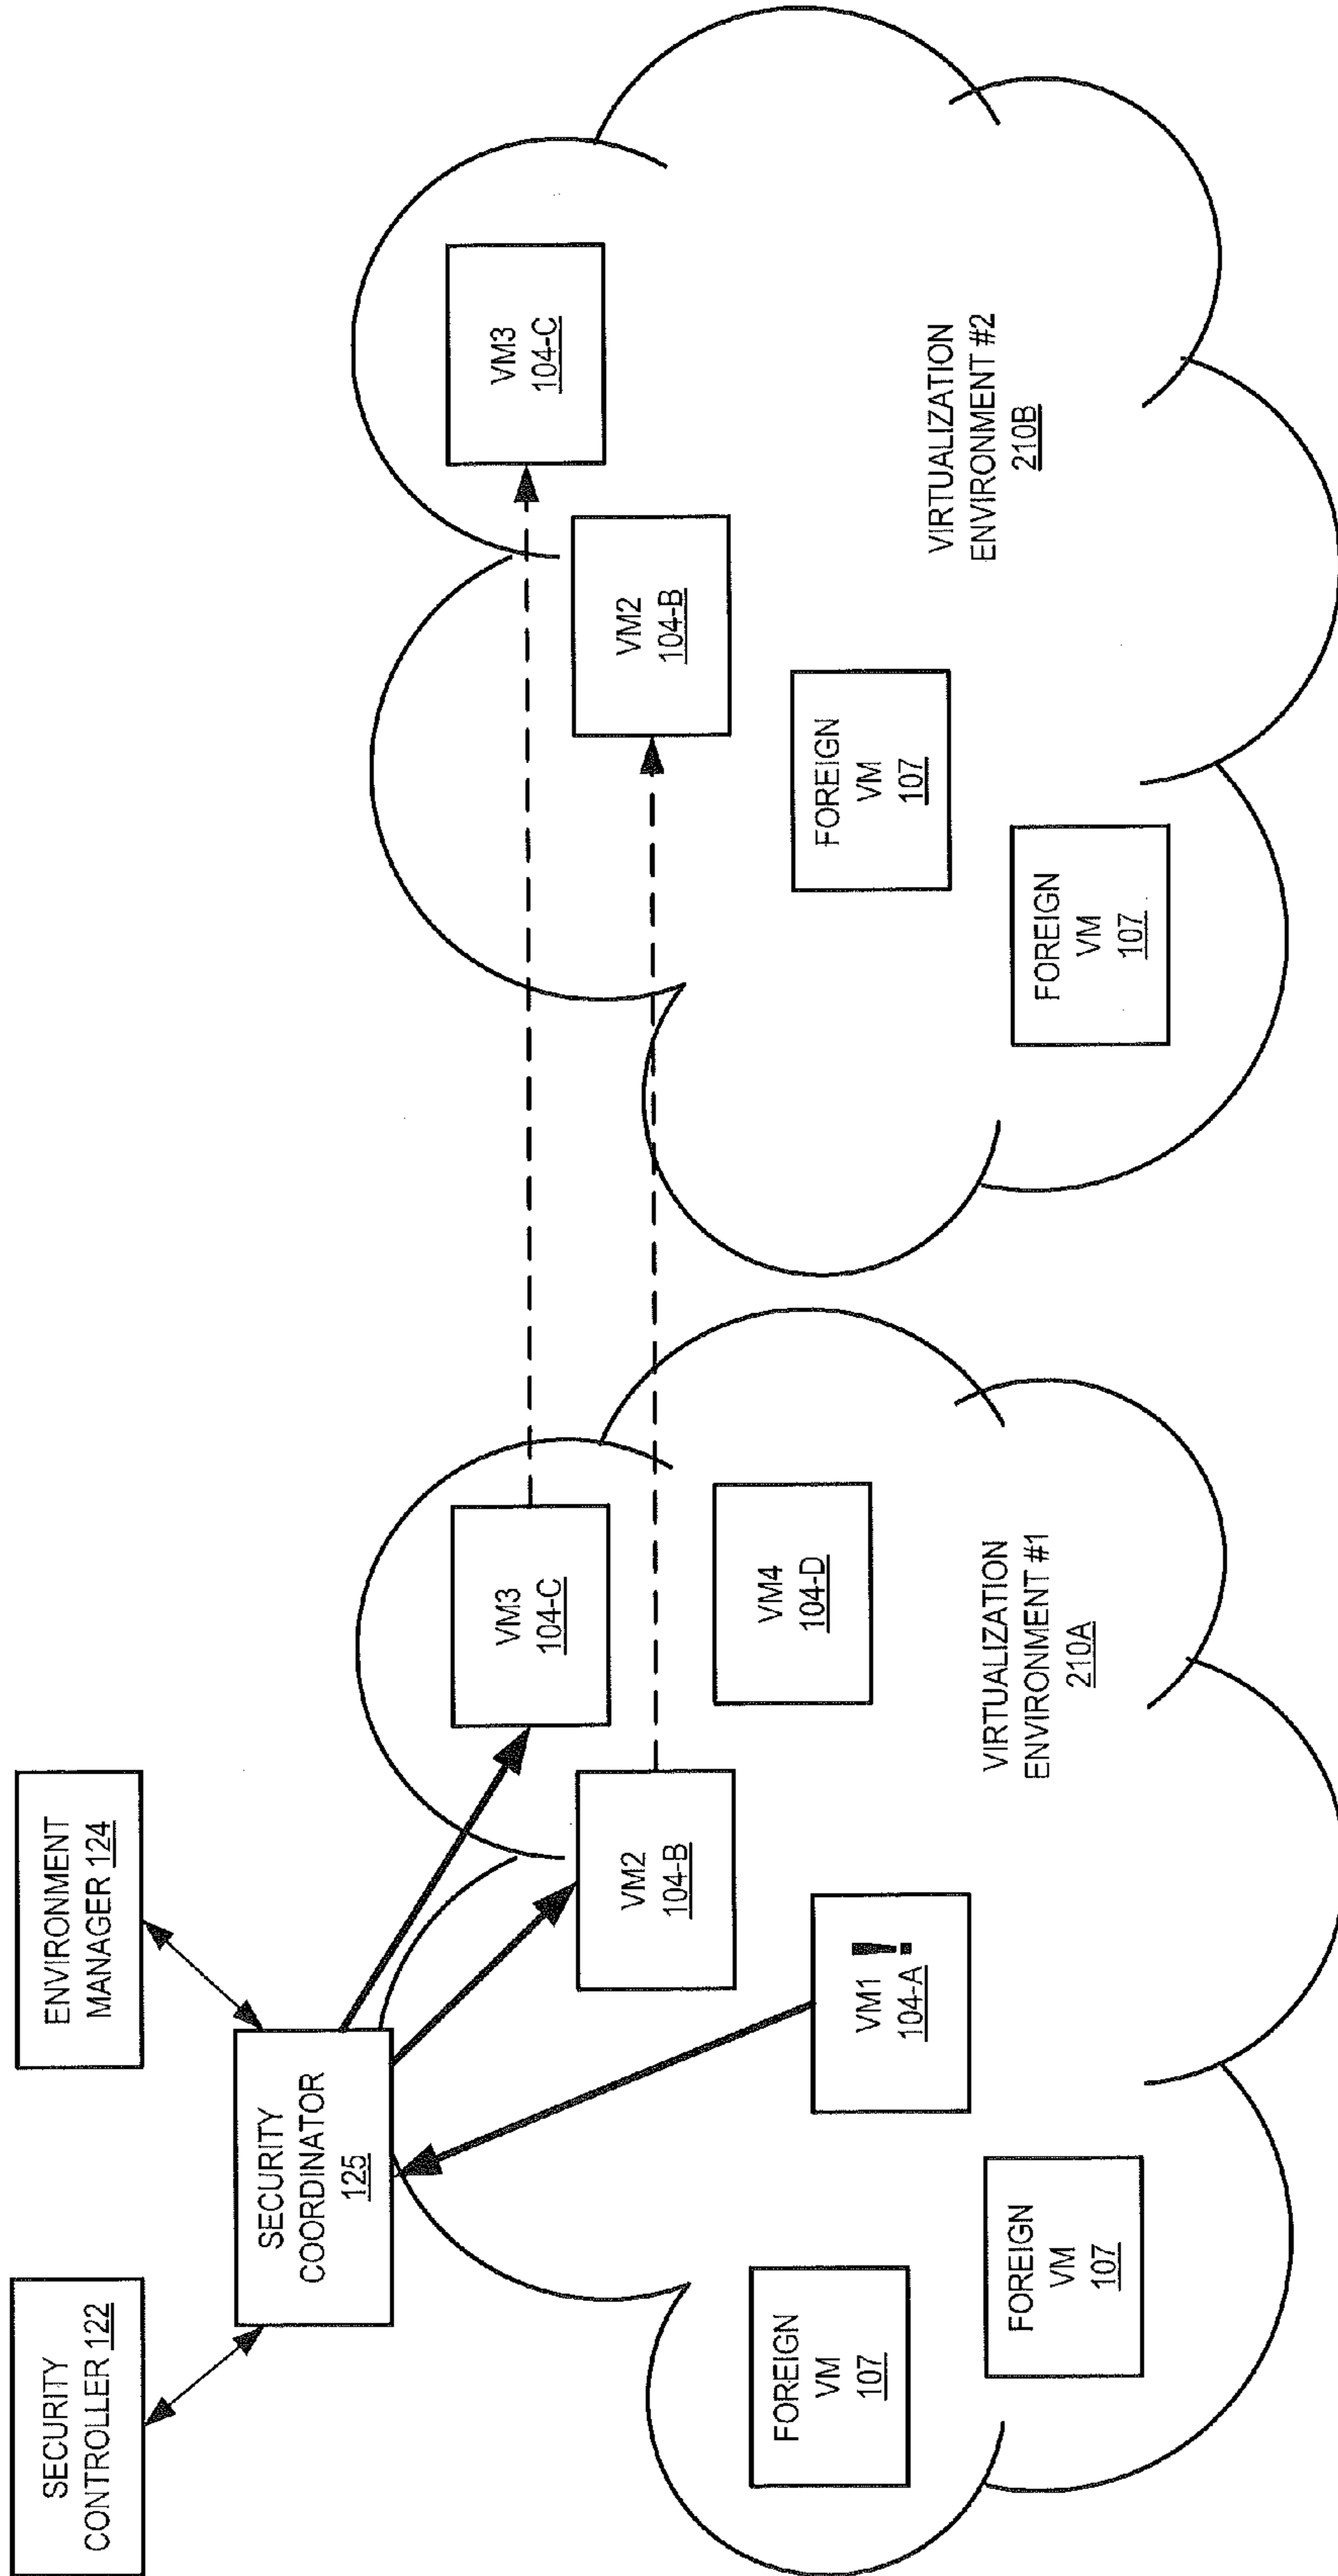 SECURITY
CONTROLLER 122
ENVIRONMENT
MANAGER 124
SECURITY
COORDINATOR
125
VM3
104-C
VM2
104-B
VM4
104-D
VM1 !
104-A
FOREIGN
VM
107
FOREIGN
VM
107
VIRTUALIZATION
ENVIRONMENT #1
210A
VM3
104-C
VM2
104-B
FOREIGN
VM
107
FOREIGN
VM
107
VIRTUALIZATION
ENVIRONMENT #2
210B